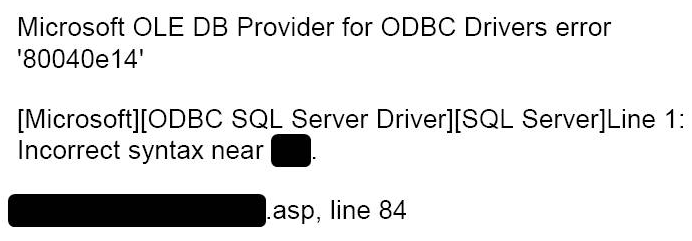 Microsoft OLE DB Provider for ODBC Drivers error
'80040e14'
[Microsoft][ODBC SQL Server Driver][SQL Server]Line 1:
Incorrect syntax near .
.asp, line 84